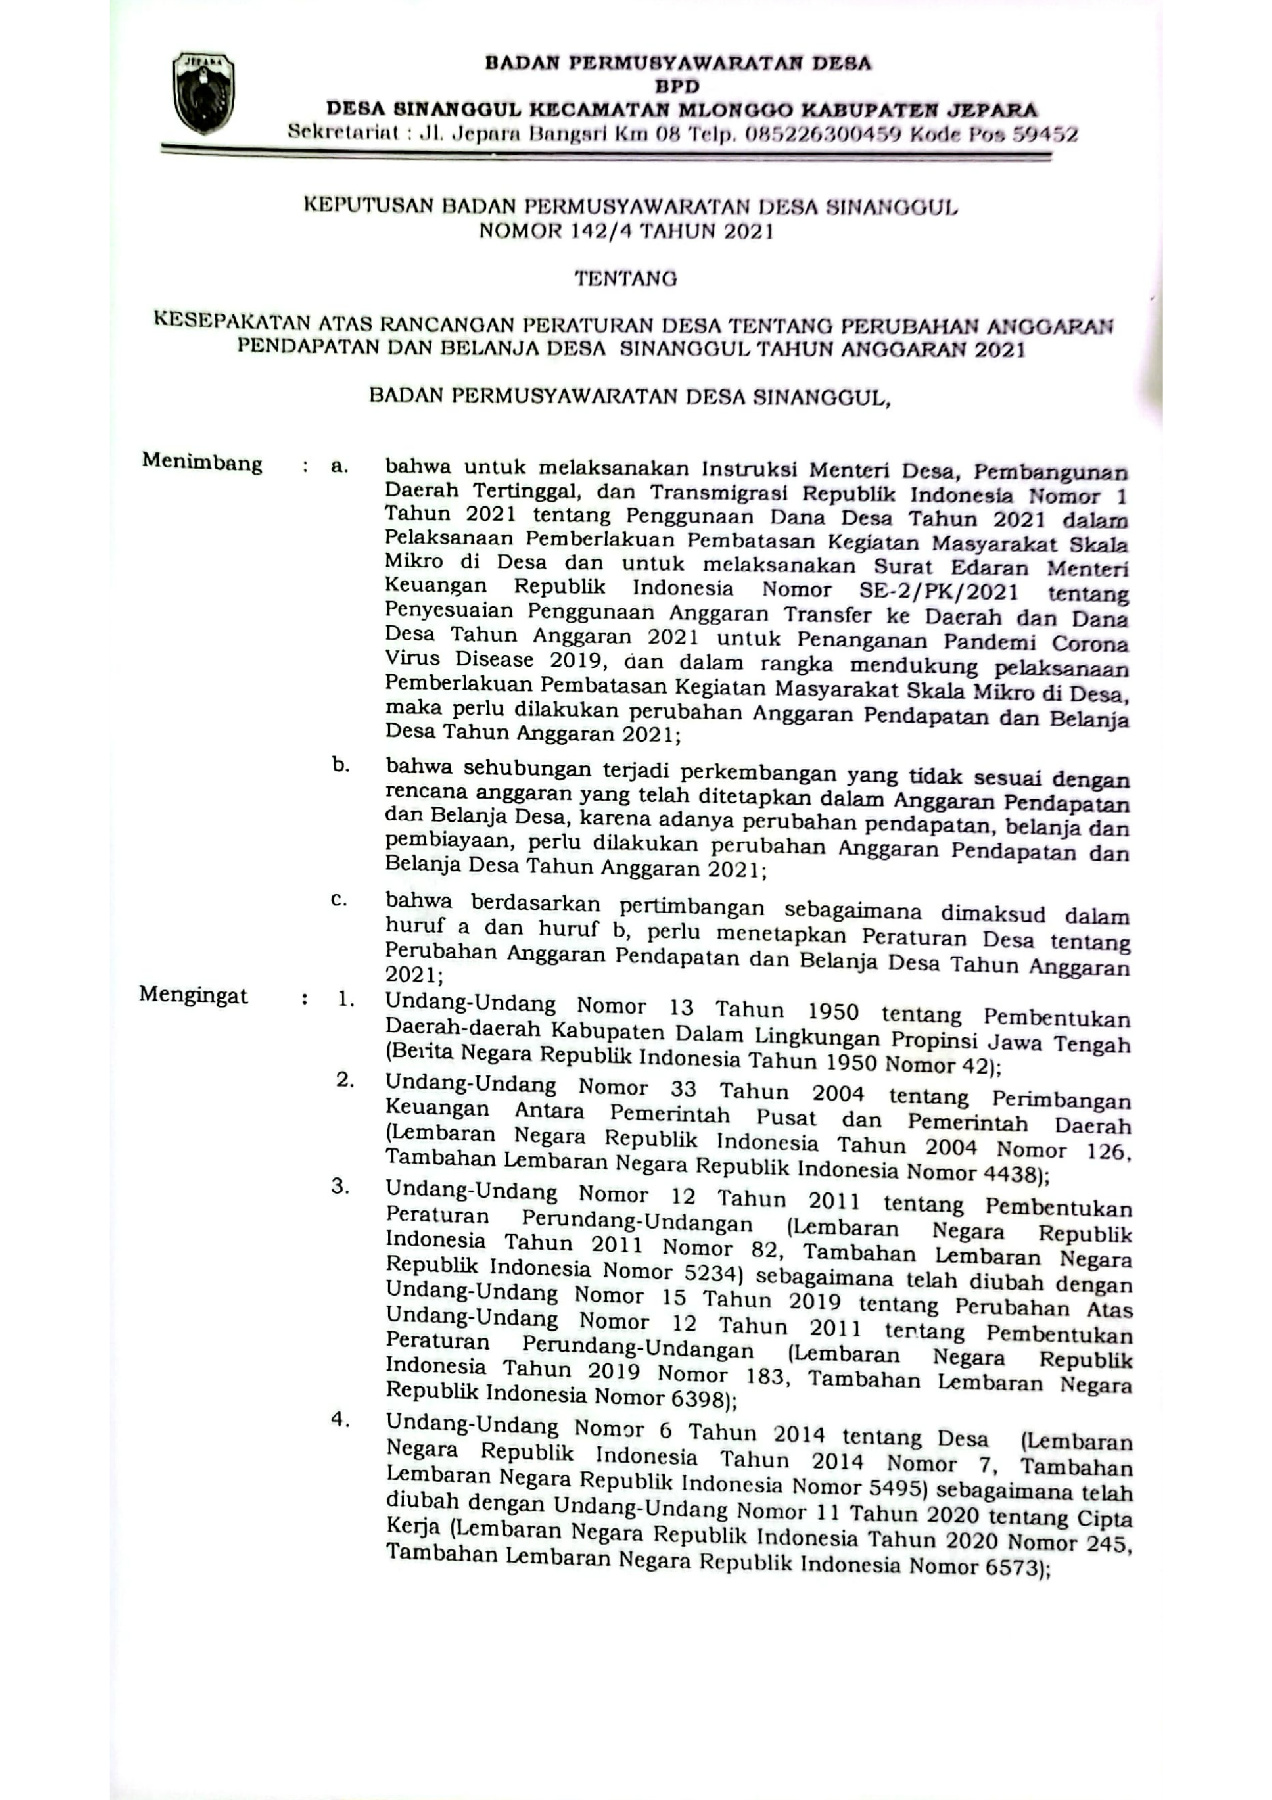 JEPARA
BADAN PERMUSYAWARATAN DESA
BPD
DESA SINANGGUL KECAMATAN MLONGGO KABUPATEN JEPARA
Sekretariat : Jl. Jepara Bangsri Km 08 Telp. 085226300459 Kode Pos 59452
KEPUTUSAN BADAN PERMUSYAWARATAN DESA SINANGGUL
NOMOR 142/4 TAHUN 2021
TENTANG
KESEPAKATAN ATAS RANCANGAN PERATURAN DESA TENTANG PERUBAHAN ANGGARAN
PENDAPATAN DAN BELANJA DESA SINANGGUL TAHUN ANGGARAN 2021
BADAN PERMUSYAWARATAN DESA SINANGGUL,
Menimbang : a. bahwa untuk melaksanakan Instruksi Menteri Desa, Pembangunan
Daerah Tertinggal, dan Transmigrasi Republik Indonesia Nomor 1
Tahun 2021 tentang Penggunaan Dana Desa Tahun 2021 dalam
Pelaksanaan Pemberlakuan Pembatasan Kegiatan Masyarakat Skala
Mikro di Desa dan untuk melaksanakan Surat Edaran Menteri
Keuangan Republik Indonesia Nomor SE-2/PK/2021 tentang
Penyesuaian Penggunaan Anggaran Transfer ke Daerah dan Dana
Desa Tahun Anggaran 2021 untuk Penanganan Pandemi Corona
Virus Disease 2019, dan dalam rangka mendukung pelaksanaan
Pemberlakuan Pembatasan Kegiatan Masyarakat Skala Mikro di Desa,
maka perlu dilakukan perubahan Anggaran Pendapatan dan Belanja
Desa Tahun Anggaran 2021;
b. bahwa sehubungan terjadi perkembangan yang tidak sesuai dengan
rencana anggaran yang telah ditetapkan dalam Anggaran Pendapatan
dan Belanja Desa, karena adanya perubahan pendapatan, belanja dan
pembiayaan, perlu dilakukan perubahan Anggaran Pendapatan dan
Belanja Desa Tahun Anggaran 2021;
c. bahwa berdasarkan pertimbangan sebagaimana dimaksud dalam
huruf a dan huruf b, perlu menetapkan Peraturan Desa tentang
Perubahan Anggaran Pendapatan dan Belanja Desa Tahun Anggaran
2021;
Mengingat : 1. Undang-Undang Nomor 13 Tahun 1950 tentang Pembentukan
Daerah-daerah Kabupaten Dalam Lingkungan Propinsi Jawa Tengah
(Berita Negara Republik Indonesia Tahun 1950 Nomor 42);
2. Undang-Undang Nomor 33 Tahun 2004 tentang Perimbangan
Keuangan Antara Pemerintah Pusat dan Pemerintah Daerah
(Lembaran Negara Republik Indonesia Tahun 2004 Nomor 126,
Tambahan Lembaran Negara Republik Indonesia Nomor 4438);
3. Undang-Undang Nomor 12 Tahun 2011 tentang Pembentukan
Peraturan Perundang-Undangan (Lembaran Negara Republik
Indonesia Tahun 2011 Nomor 82, Tambahan Lembaran Negara
Republik Indonesia Nomor 5234) sebagaimana telah diubah dengan
Undang-Undang Nomor 15 Tahun 2019 tentang Perubahan Atas
Undang-Undang Nomor 12 Tahun 2011 tentang Pembentukan
Peraturan Perundang-Undangan (Lembaran Negara Republik
Indonesia Tahun 2019 Nomor 183, Tambahan Lembaran Negara
Republik Indonesia Nomor 6398);
4. Undang-Undang Nomor 6 Tahun 2014 tentang Desa (Lembaran
Negara Republik Indonesia Tahun 2014 Nomor 7, Tambahan
Lembaran Negara Republik Indonesia Nomor 5495) sebagaimana telah
diubah dengan Undang-Undang Nomor 11 Tahun 2020 tentang Cipta
Kerja (Lembaran Negara Republik Indonesia Tahun 2020 Nomor 245,
Tambahan Lembaran Negara Republik Indonesia Nomor 6573);